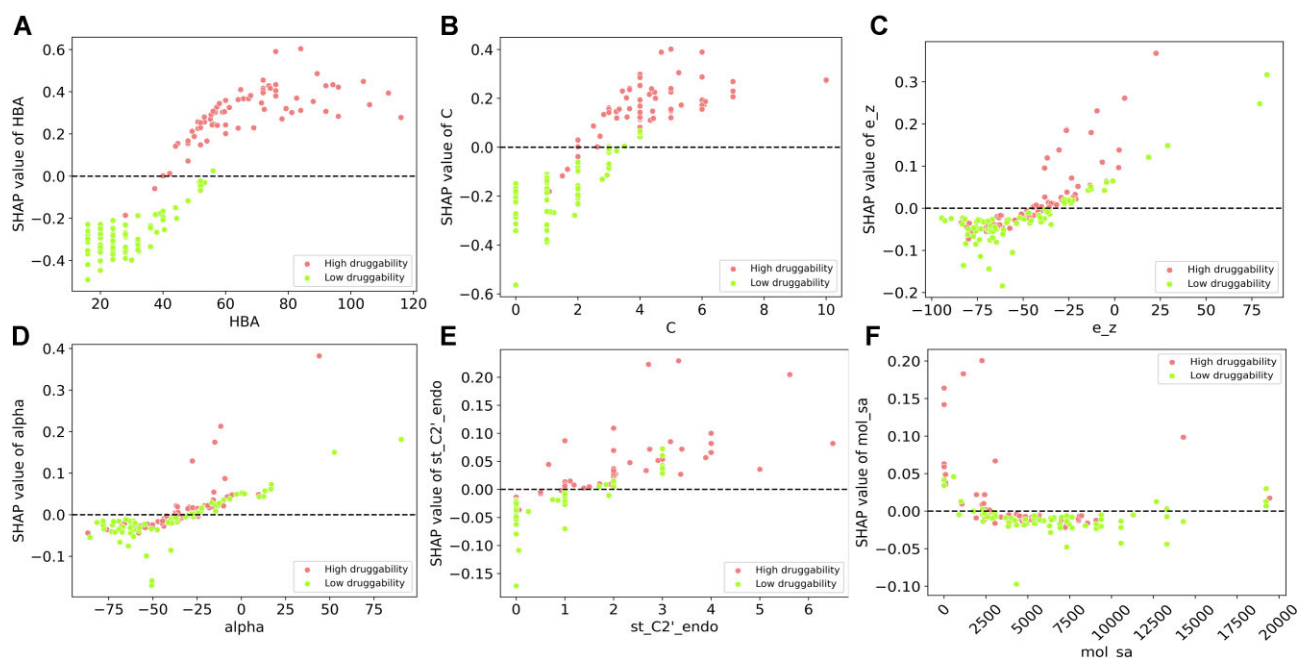 A
SHAP value of HBA
0.6
0.4
0.2
0.0
−0.2
−0.4
High druggability
Low druggability
20 40 60 80 100 120
HBA
B
SHAP value of C
0.4
0.2
0.0
−0.2
−0.4
−0.6
High druggability
Low druggability
0 2 4 6 8 10
C
C
SHAP value of e_z
0.3
0.2
0.1
0.0
−0.1
−0.2
High druggability
Low druggability
−100 −75 −50 −25 0 25 50 75
e_z
D
SHAP value of alpha
0.4
0.3
0.2
0.1
0.0
−0.1
High druggability
Low druggability
−75 −50 −25 0 25 50 75
alpha
E
SHAP value of st_C2'_endo
0.20
0.15
0.10
0.05
0.00
−0.05
−0.10
−0.15
High druggability
Low druggability
0 1 2 3 4 5 6
st_C2'_endo
F
SHAP value of mol_sa
0.20
0.15
0.10
0.05
0.00
−0.05
−0.10
High druggability
Low druggability
0 2500 5000 7500 10000 12500 15000 17500 20000
mol_sa